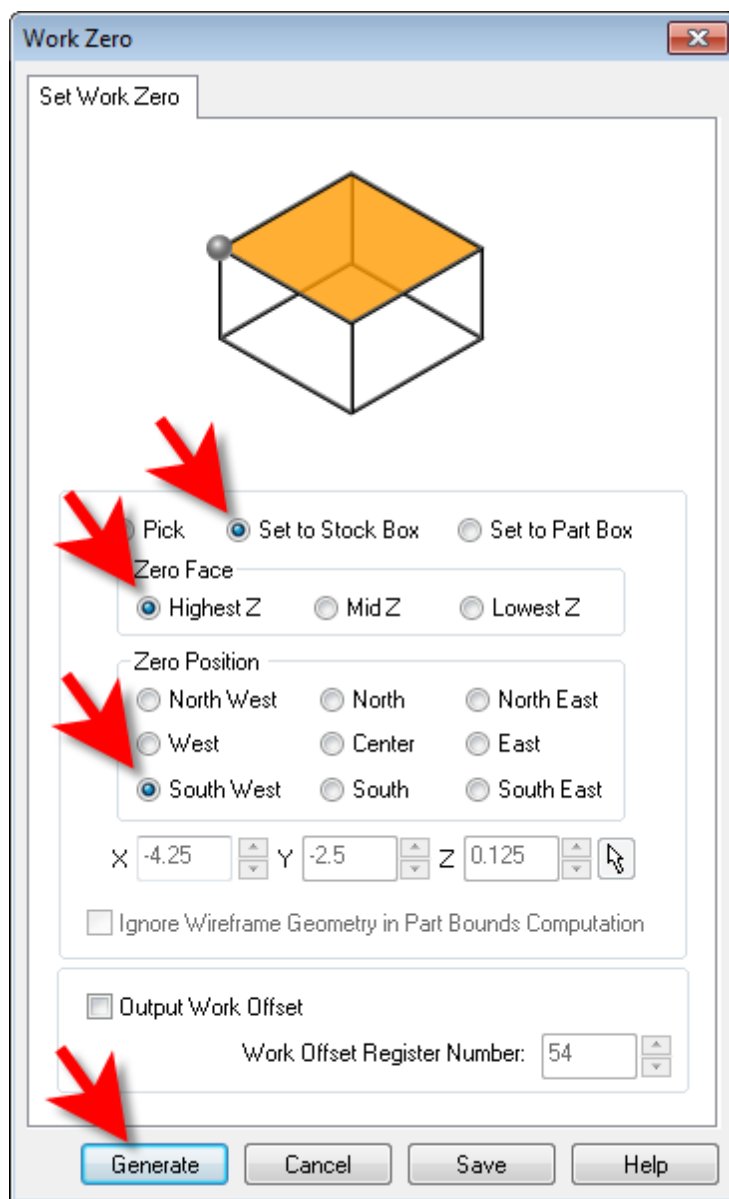 Work Zero
Set Work Zero
Pick Set to Stock Box Set to Part Box
Zero Face
Highest Z Mid Z Lowest Z
Zero Position
North West North North East
West Center East
South West South South East
X -4.25 Y -2.5 Z 0.125
Ignore Wireframe Geometry in Part Bounds Computation
Output Work Offset
Work Offset Register Number: 54
Generate Cancel Save Help